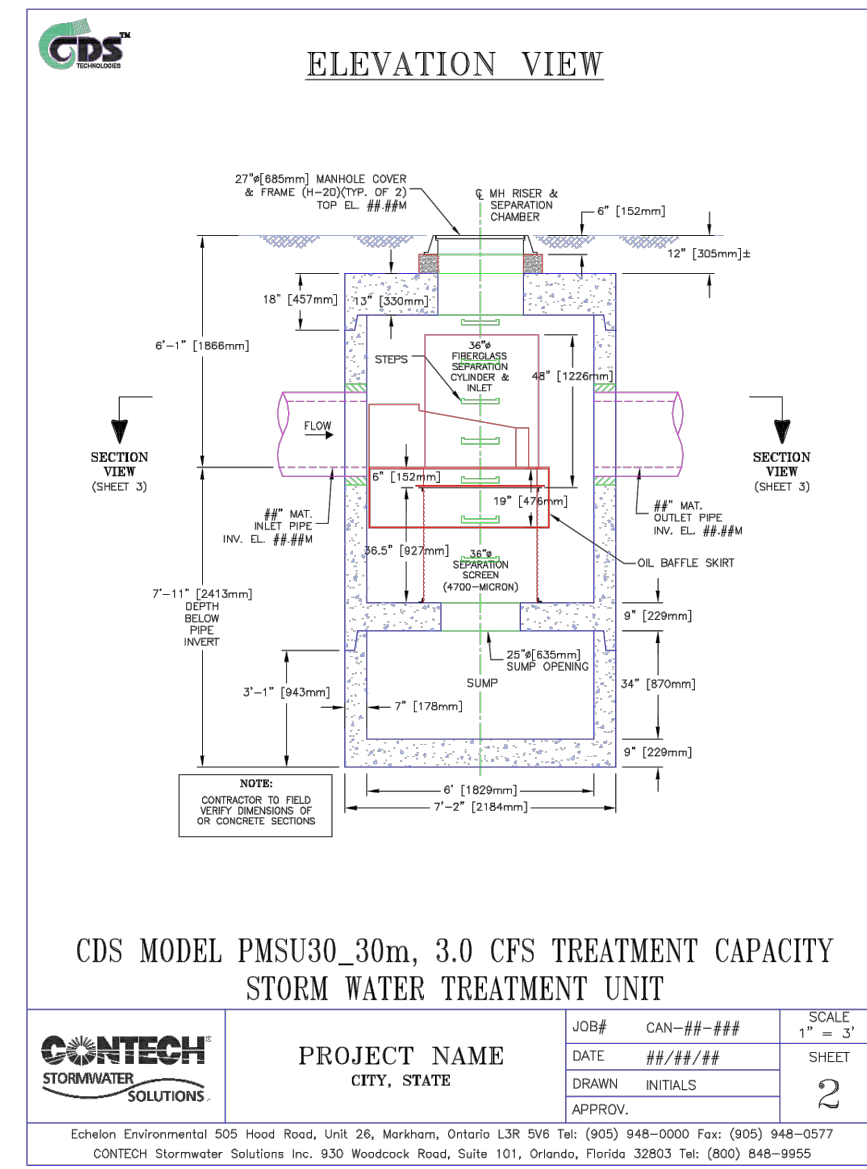 CDS™
TECHNOLOGIES
ELEVATION VIEW
27"ø[685mm] MANHOLE COVER
& FRAME (H-20)(TYP. OF 2)
TOP EL. ##.##M
℄ MH RISER &
SEPARATION
CHAMBER
6" [152mm]
12" [305mm]±
18" [457mm]
13" [330mm]
6'-1" [1866mm]
STEPS
36"ø
FIBERGLASS
SEPARATION
CYLINDER &
INLET
48" [1226mm]
FLOW
SECTION
VIEW
(SHEET 3)
SECTION
VIEW
(SHEET 3)
6" [152mm]
19" [476mm]
##" MAT.
INLET PIPE
INV. EL. ##.##M
##" MAT.
OUTLET PIPE
INV. EL. ##.##M
36.5" [927mm]
36"ø
SEPARATION
SCREEN
(4700-MICRON)
OIL BAFFLE SKIRT
7'-11" [2413mm]
DEPTH
BELOW
PIPE
INVERT
9" [229mm]
25"ø[635mm]
SUMP OPENING
SUMP
3'-1" [943mm]
34" [870mm]
7" [178mm]
9" [229mm]
NOTE:
CONTRACTOR TO FIELD
VERIFY DIMENSIONS OF
OR CONCRETE SECTIONS
6' [1829mm]
7'-2" [2184mm]
CDS MODEL PMSU30_30m, 3.0 CFS TREATMENT CAPACITY
STORM WATER TREATMENT UNIT
CONTECH®
STORMWATER
SOLUTIONS
PROJECT NAME
CITY, STATE
JOB# CAN-##-###
DATE ##/##/##
DRAWN INITIALS
APPROV.
SCALE
1" = 3'
SHEET
2
Echelon Environmental 505 Hood Road, Unit 26, Markham, Ontario L3R 5V6 Tel: (905) 948-0000 Fax: (905) 948-0577
CONTECH Stormwater Solutions Inc. 930 Woodcock Road, Suite 101, Orlando, Florida 32803 Tel: (800) 848-9955